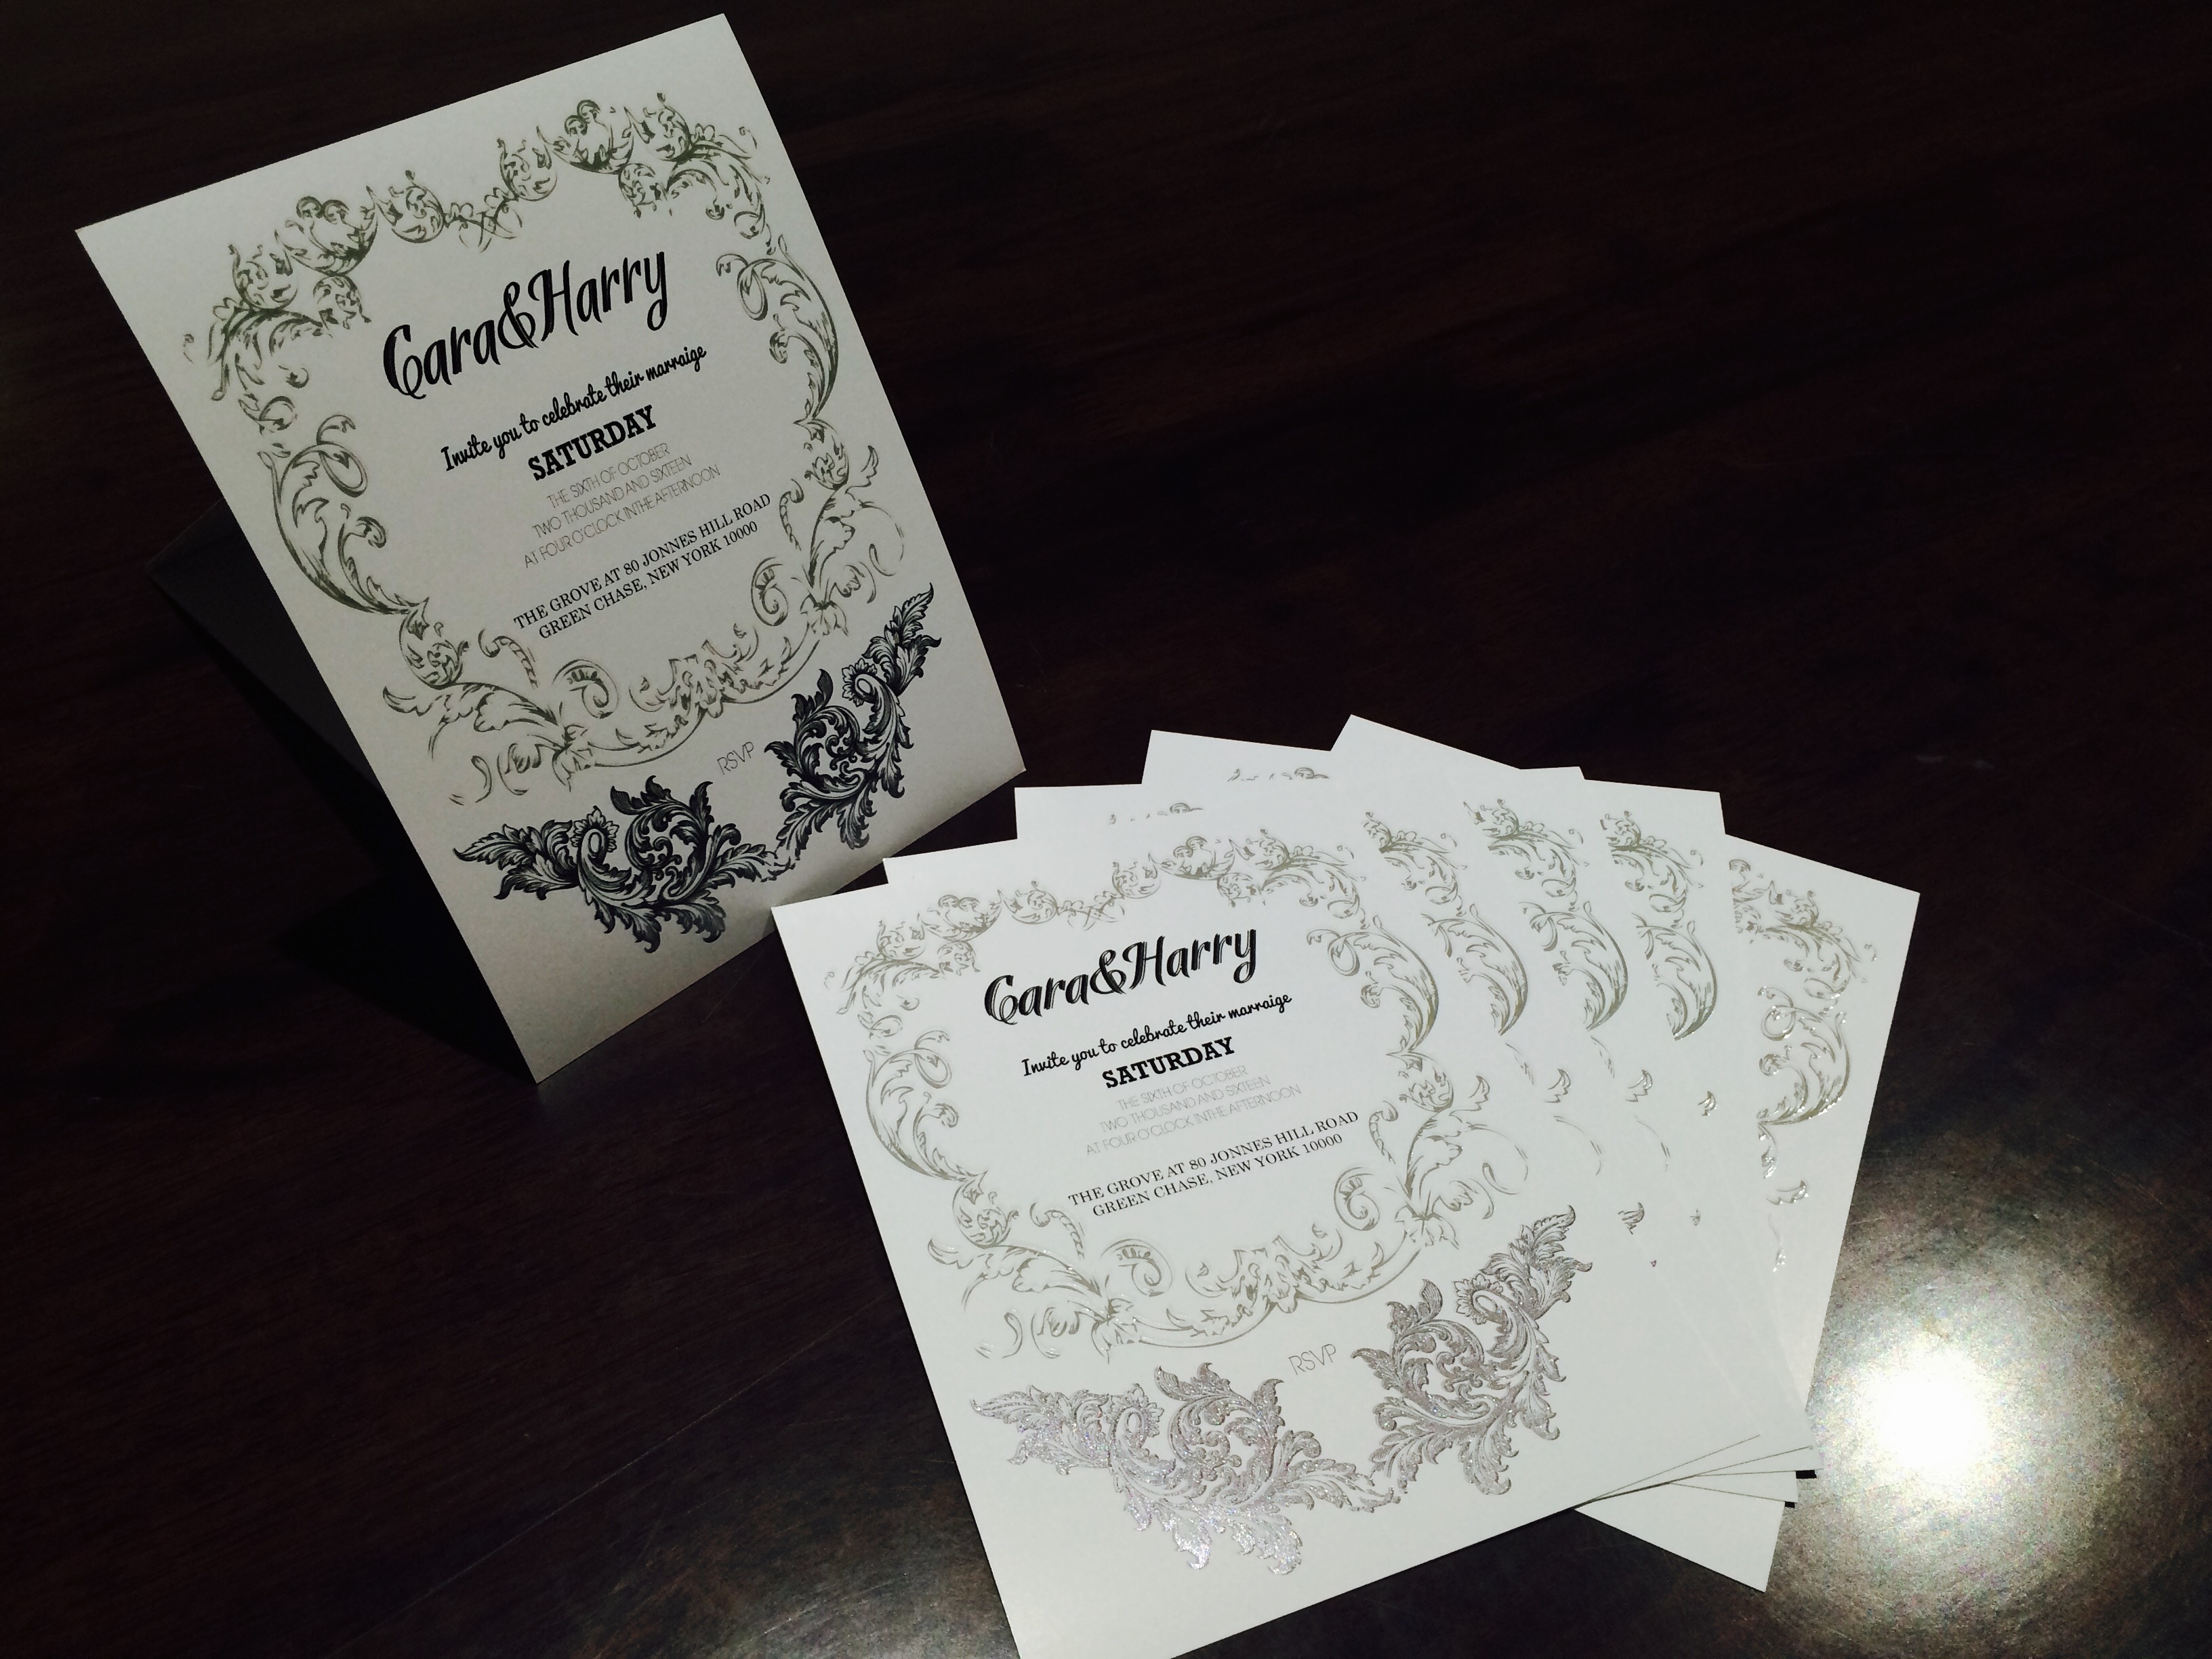 Cara&Harry
Invite you to celebrate their marraige
SATURDAY
THE SIXTH OF OCTOBER
TWO THOUSAND AND SIXTEEN
AT FOUR O'CLOCK IN THE AFTERNOON
THE GROVE AT 80 JONNES HILL ROAD
GREEN CHASE, NEW YORK 10000
RSVP
Cara&Harry
Invite you to celebrate their marraige
SATURDAY
THE SIXTH OF OCTOBER
TWO THOUSAND AND SIXTEEN
AT FOUR O'CLOCK IN THE AFTERNOON
THE GROVE AT 80 JONNES HILL ROAD
GREEN CHASE, NEW YORK 10000
RSVP